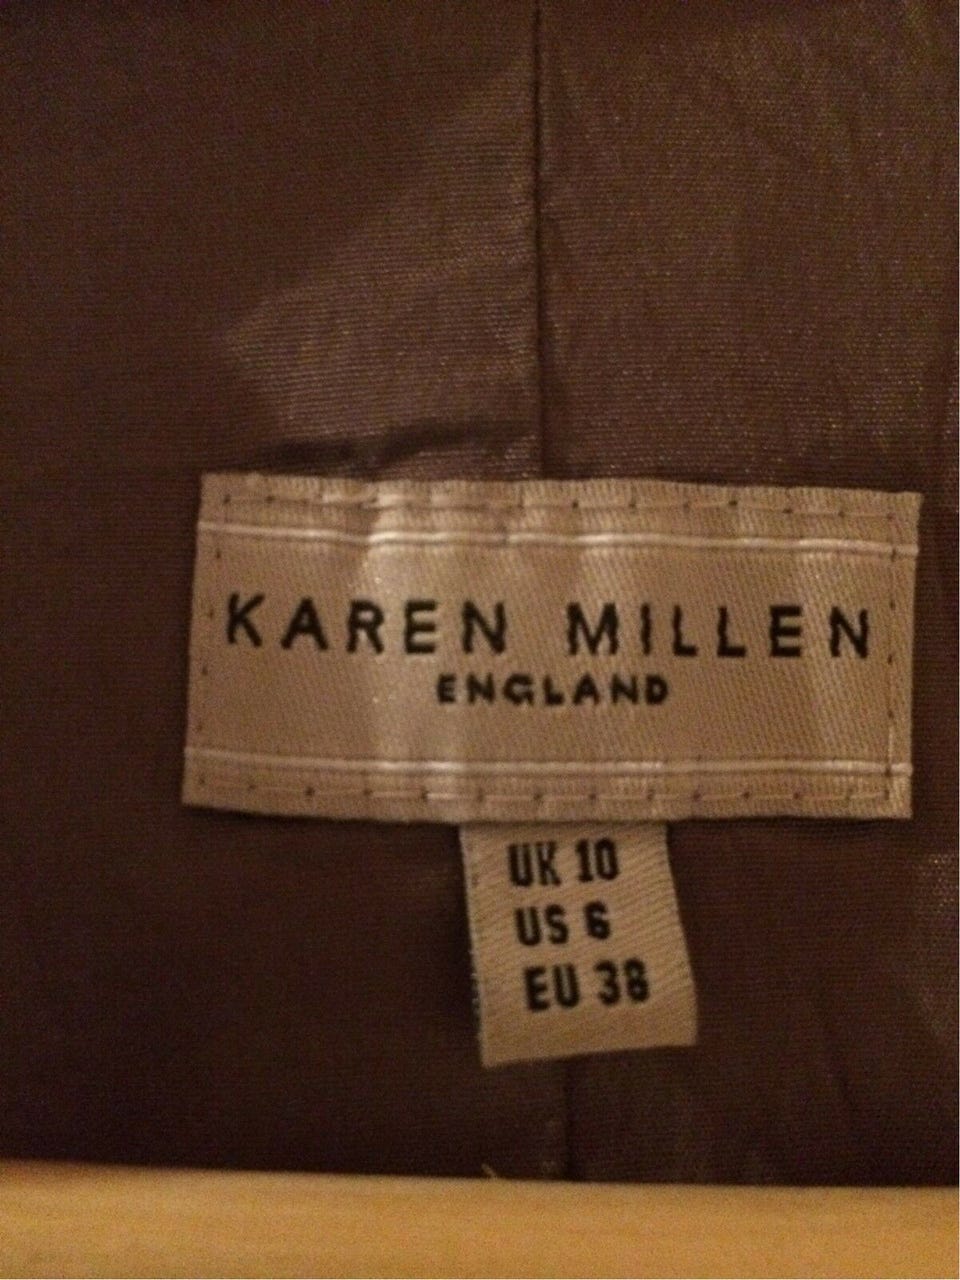 KAREN MILLEN
ENGLAND
UK 10
US 6
EU 38